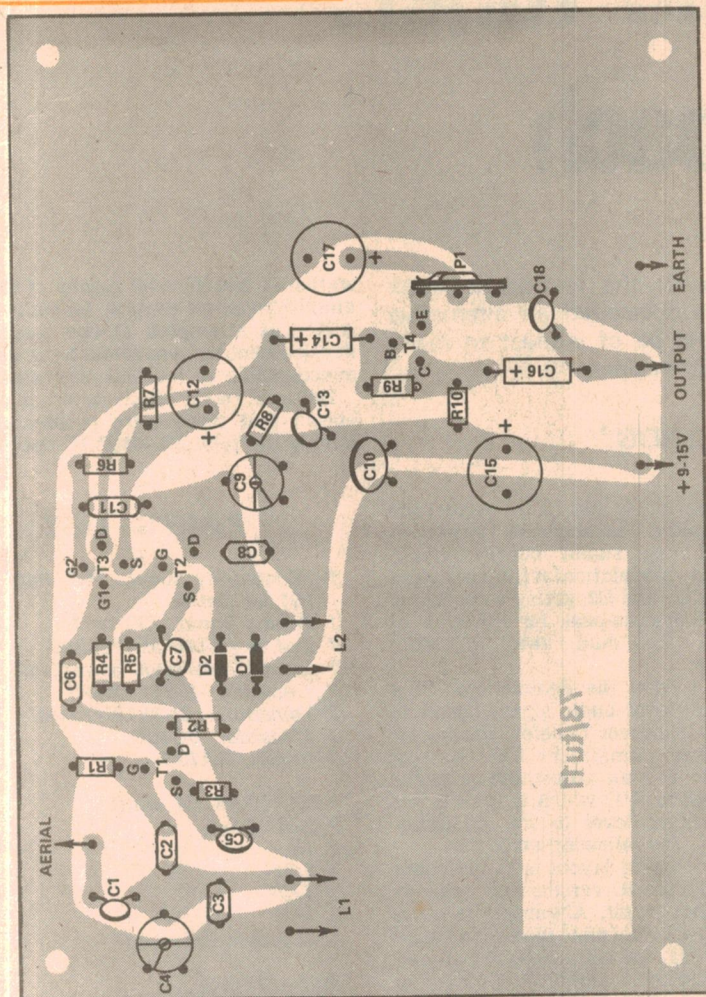 AERIAL
C6
G2
R1
R4
G1
T3
D
R6
C1
C11
S
R5
G
R7
C4
C2
T1
G
S
D
C7
S
T2
D
C12
+
R2
D2
R3
C3
C5
D1
C8
C9
R8
L1
L2
C13
C14+
C17
+
C10
R9
B
T4
C
E
R10
P1
C15
C16+
C18
73/tu11
+ 9-15V
OUTPUT
EARTH